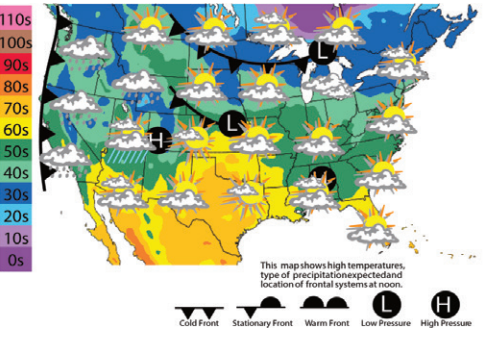 110s
100s
90s
80s
70s
60s
50s
40s
30s
20s
10s
0s
L
L
H
This map shows high temperatures,
type of precipitationexpectedand
location of frontal systems at noon.
L
H
Cold Front
Stationary Front
Warm Front
Low Pressure
High Pressure